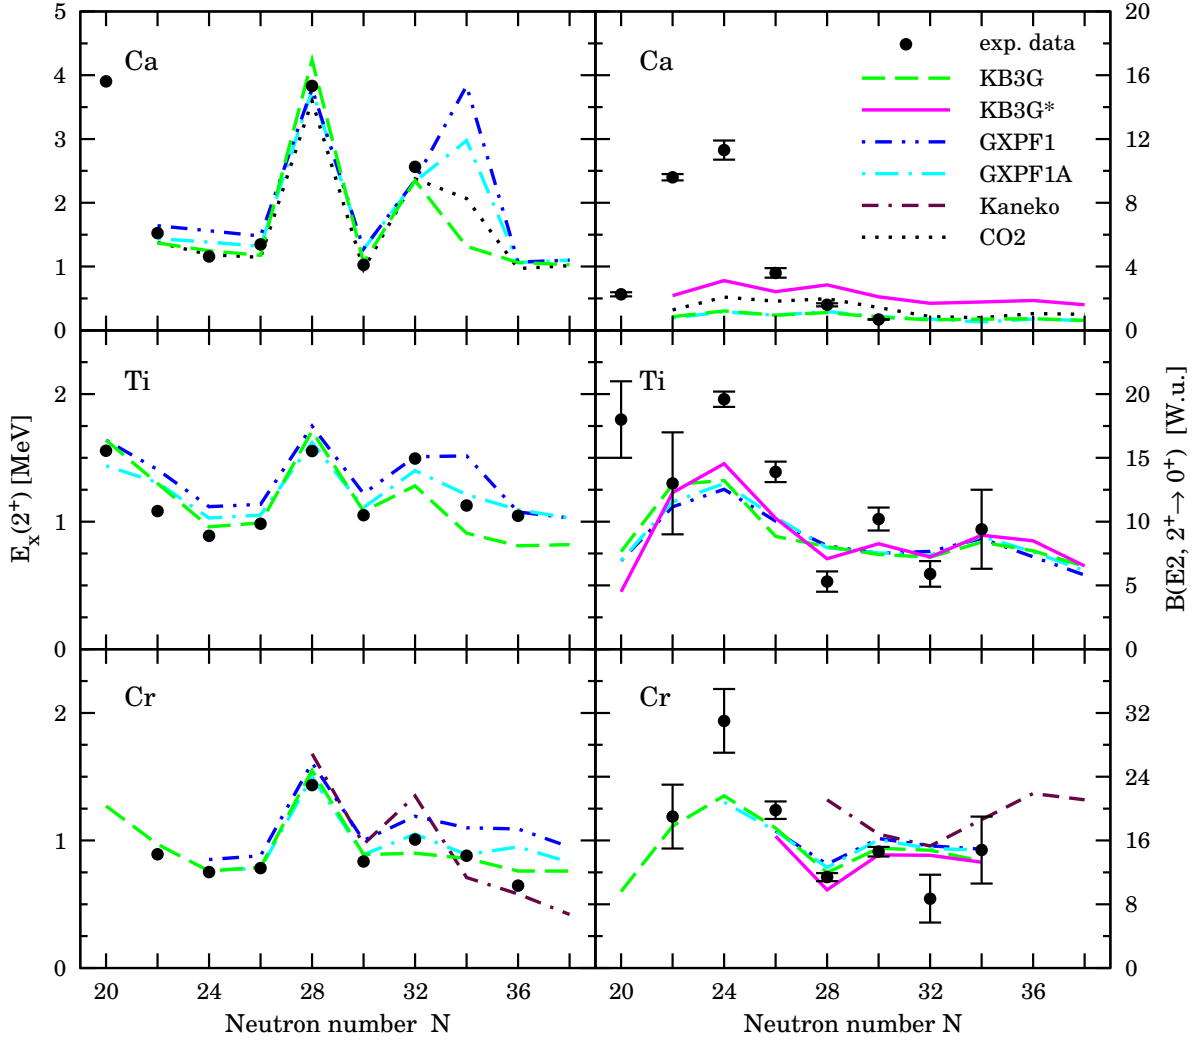 5
4
3
2
1
0
Ca
20
16
12
8
4
0
Ca
exp. data
KB3G
KB3G*
GXPF1
GXPF1A
Kaneko
CO2
2
1
0
Ti
20
15
10
5
0
Ti
2
1
0
Cr
32
24
16
8
0
Cr
20 24 28 32 36
20 24 28 32 36
Neutron number N
Neutron number N
E_x(2⁺) [MeV]
B(E2, 2⁺→ 0⁺) [W.u.]